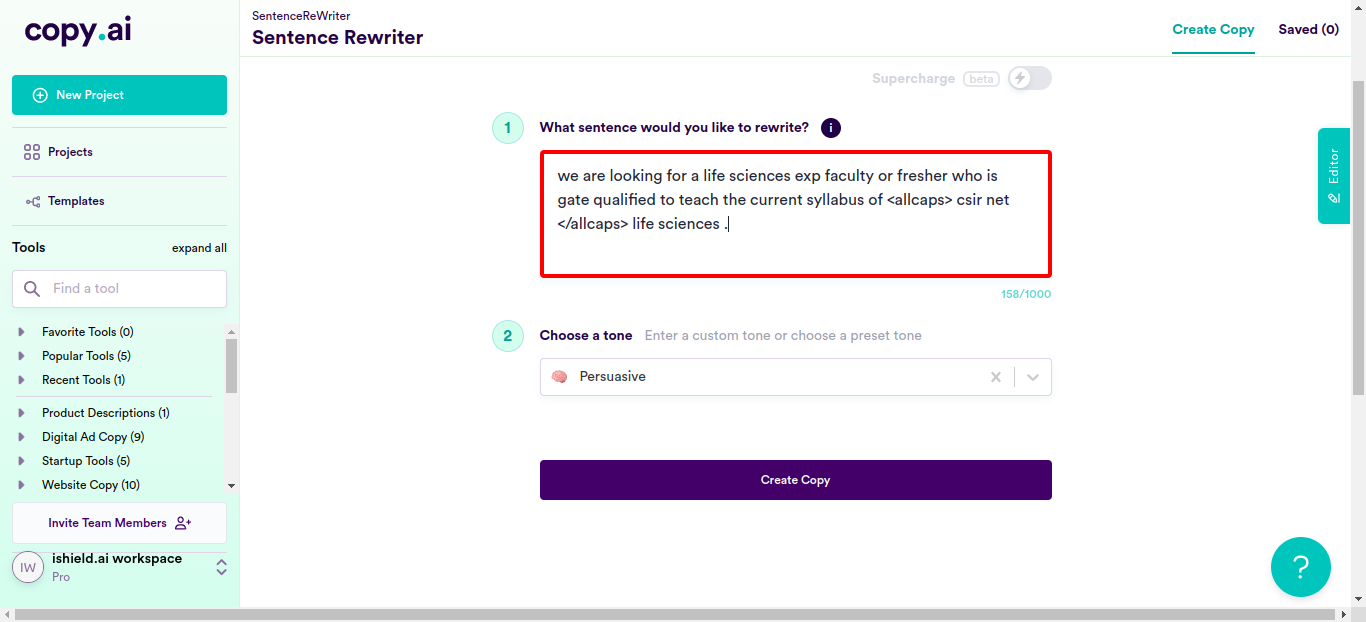 copy.ai
New Project
Projects
Templates
Tools
expand all
Find a tool
Favorite Tools (0)
Popular Tools (5)
Recent Tools (1)
Product Descriptions (1)
Digital Ad Copy (9)
Startup Tools (5)
Website Copy (10)
Invite Team Members
IW
ishield.ai workspace
Pro
SentenceReWriter
Sentence Rewriter
Create Copy
Saved (0)
Supercharge beta
1
What sentence would you like to rewrite? i
we are looking for a life sciences exp faculty or fresher who is
gate qualified to teach the current syllabus of <allcaps> csir net
</allcaps> life sciences .
158/1000
2
Choose a tone Enter a custom tone or choose a preset tone
Persuasive
Create Copy
Editor
?